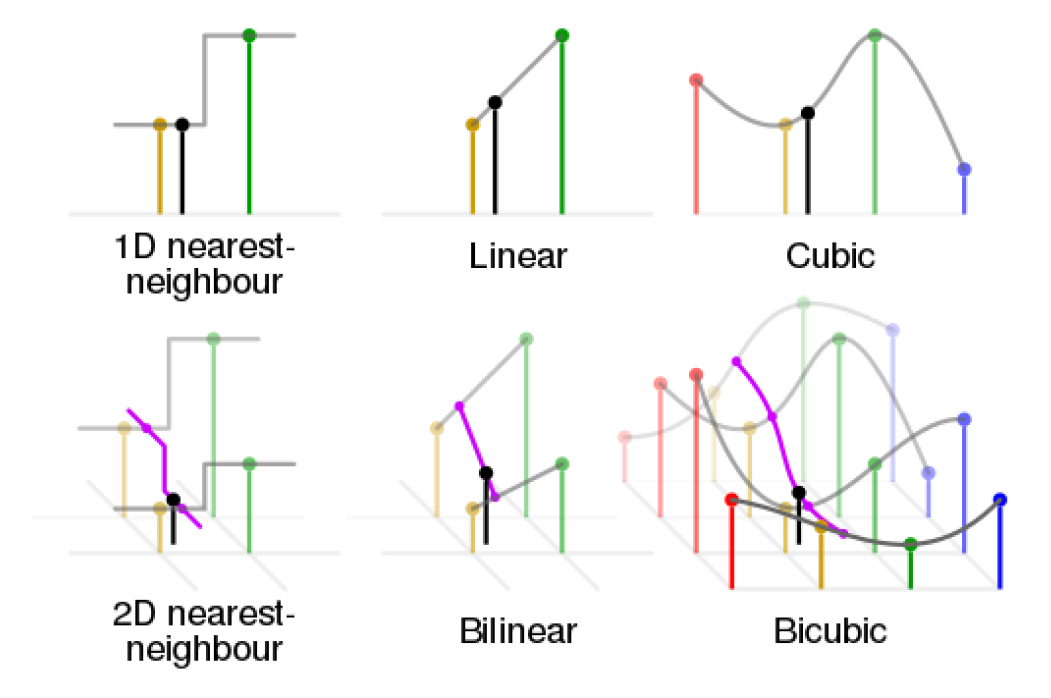 1D nearest-
neighbour
Linear
Cubic
2D nearest-
neighbour
Bilinear
Bicubic